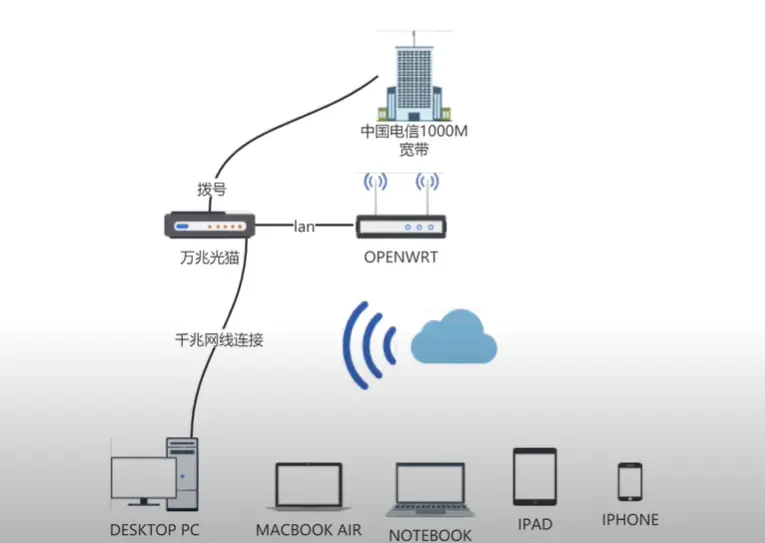 中国电信1000M
宽带
拨号
lan
万兆光猫
OPENWRT
千兆网线连接
DESKTOP PC
MACBOOK AIR
NOTEBOOK
IPAD
IPHONE